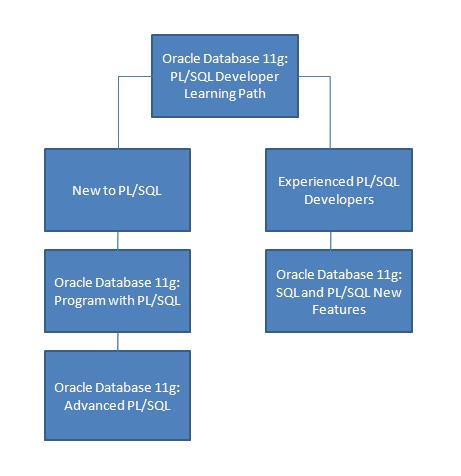 Oracle Database 11g:
PL/SQL Developer
Learning Path
New to PL/SQL
Experienced PL/SQL
Developers
Oracle Database 11g:
Program with PL/SQL
Oracle Database 11g:
SQL and PL/SQL New
Features
Oracle Database 11g:
Advanced PL/SQL